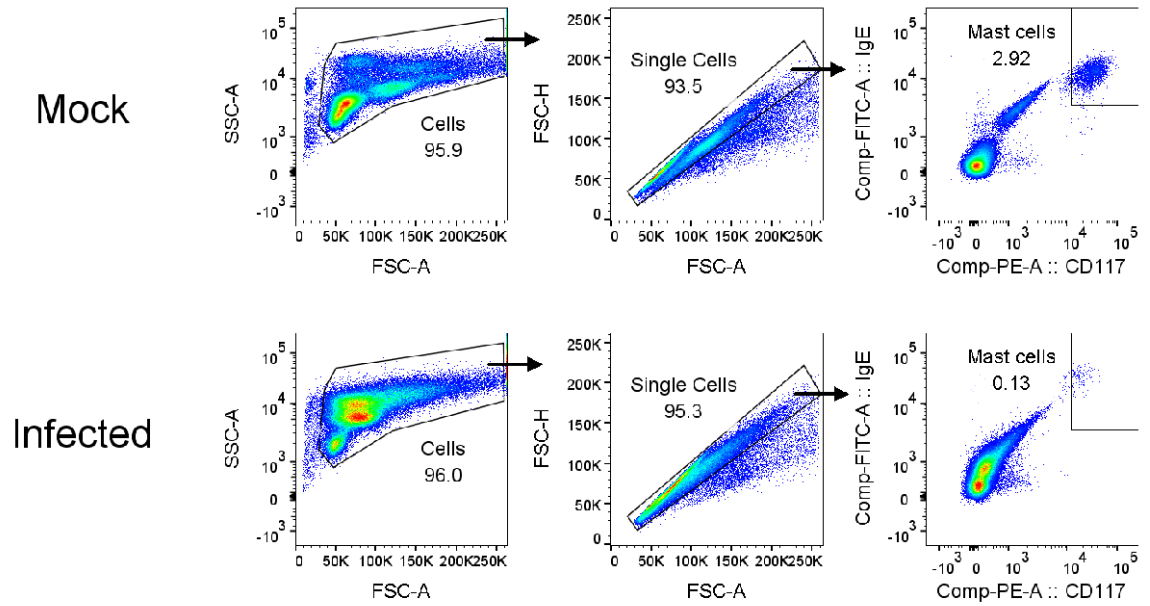 Mock
SSC-A
10^5
10^4
10^3
0
-10^3
Cells
95.9
0 50K 100K 150K 200K 250K
FSC-A
FSC-H
250K
200K
150K
100K
50K
0
Single Cells
93.5
0 50K 100K 150K 200K 250K
FSC-A
Comp-FITC-A :: IgE
10^5
10^4
10^3
0
-10^3
Mast cells
2.92
-10^3 0 10^3 10^4 10^5
Comp-PE-A :: CD117
Infected
SSC-A
10^5
10^4
10^3
0
-10^3
Cells
96.0
0 50K 100K 150K 200K 250K
FSC-A
FSC-H
250K
200K
150K
100K
50K
0
Single Cells
95.3
0 50K 100K 150K 200K 250K
FSC-A
Comp-FITC-A :: IgE
10^5
10^4
10^3
0
-10^3
Mast cells
0.13
-10^3 0 10^3 10^4 10^5
Comp-PE-A :: CD117